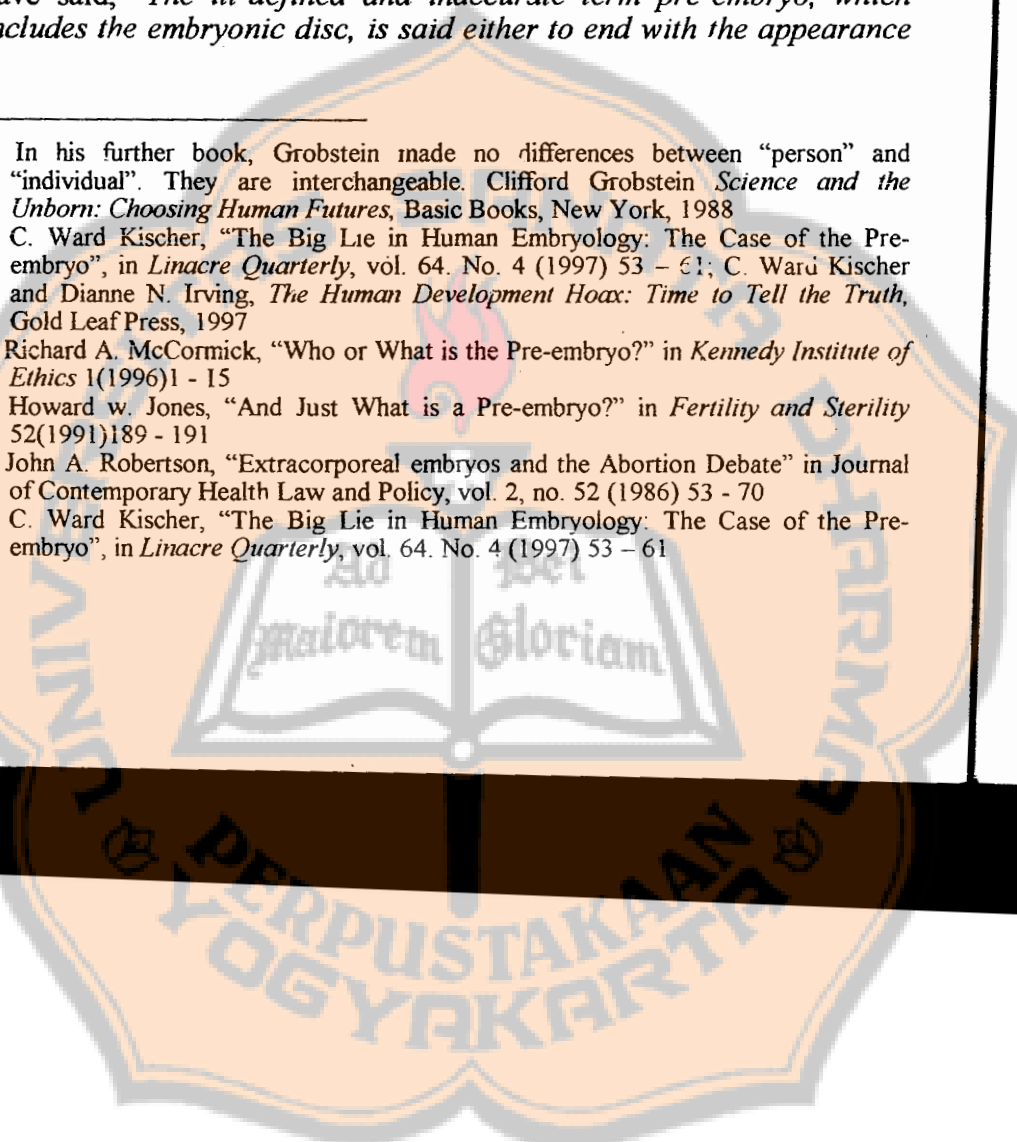 said, "The ill-defined and inaccurate term pre-embryo, which
includes the embryonic disc, is said either to end with the appearance
In his further book, Grobstein made no differences between “person” and
“individual”. They are interchangeable. Clifford Grobstein Science and the
Unborn: Choosing Human Futures, Basic Books, New York, 1988
C. Ward Kischer, “The Big Lie in Human Embryology: The Case of the Pre-
embryo”, in Linacre Quarterly, vol. 64. No. 4 (1997) 53 – 61; C. Ward Kischer
and Dianne N. Irving, The Human Development Hoax: Time to Tell the Truth,
Gold Leaf Press, 1997
Richard A. McCormick, “Who or What is the Pre-embryo?” in Kennedy Institute of
Ethics 1(1996)1 - 15
Howard w. Jones, “And Just What is a Pre-embryo?” in Fertility and Sterility
52(1991)189 - 191
John A. Robertson, “Extracorporeal embryos and the Abortion Debate” in Journal
of Contemporary Health Law and Policy, vol. 2, no. 52 (1986) 53 - 70
C. Ward Kischer, “The Big Lie in Human Embryology: The Case of the Pre-
embryo”, in Linacre Quarterly, vol. 64. No. 4 (1997) 53 – 61
Ad Dei
maiorem Gloriam
UNIVERSITAS SANATA DHARMA
PERPUSTAKAAN
YOGYAKARTA